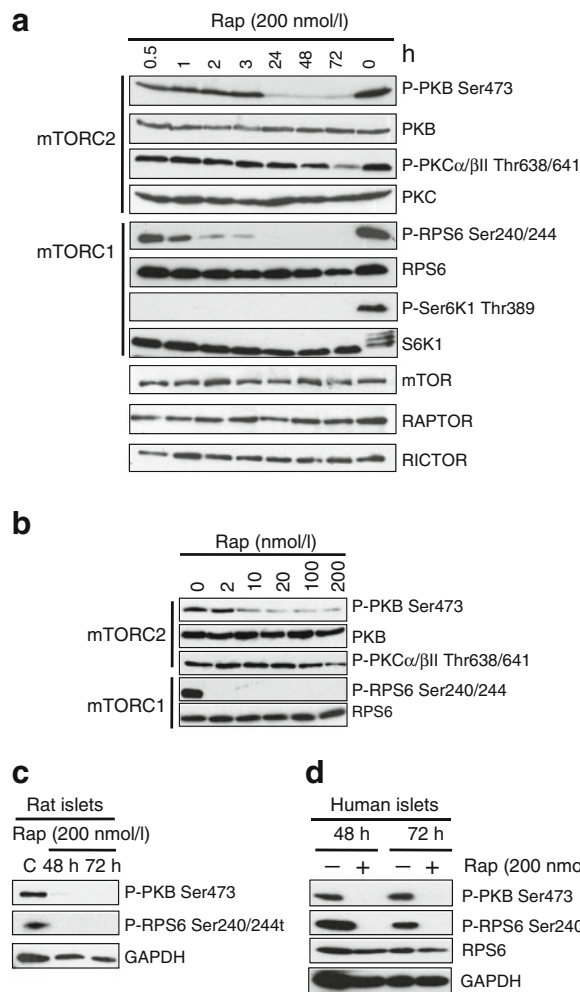 a
Rap (200 nmol/l)
0.5 1 2 3 24 48 72 0 h
mTORC2
P-PKB Ser473
PKB
P-PKCα/βII Thr638/641
PKC
mTORC1
P-RPS6 Ser240/244
RPS6
P-Ser6K1 Thr389
S6K1
mTOR
RAPTOR
RICTOR
b
Rap (nmol/l)
0 2 10 20 100 200
mTORC2
P-PKB Ser473
PKB
P-PKCα/βII Thr638/641
mTORC1
P-RPS6 Ser240/244
RPS6
c
Rat islets
Rap (200 nmol/l)
C 48 h 72 h
P-PKB Ser473
P-RPS6 Ser240/244t
GAPDH
d
Human islets
48 h 72 h
− + − + Rap (200 nmo
P-PKB Ser473
P-RPS6 Ser240
RPS6
GAPDH